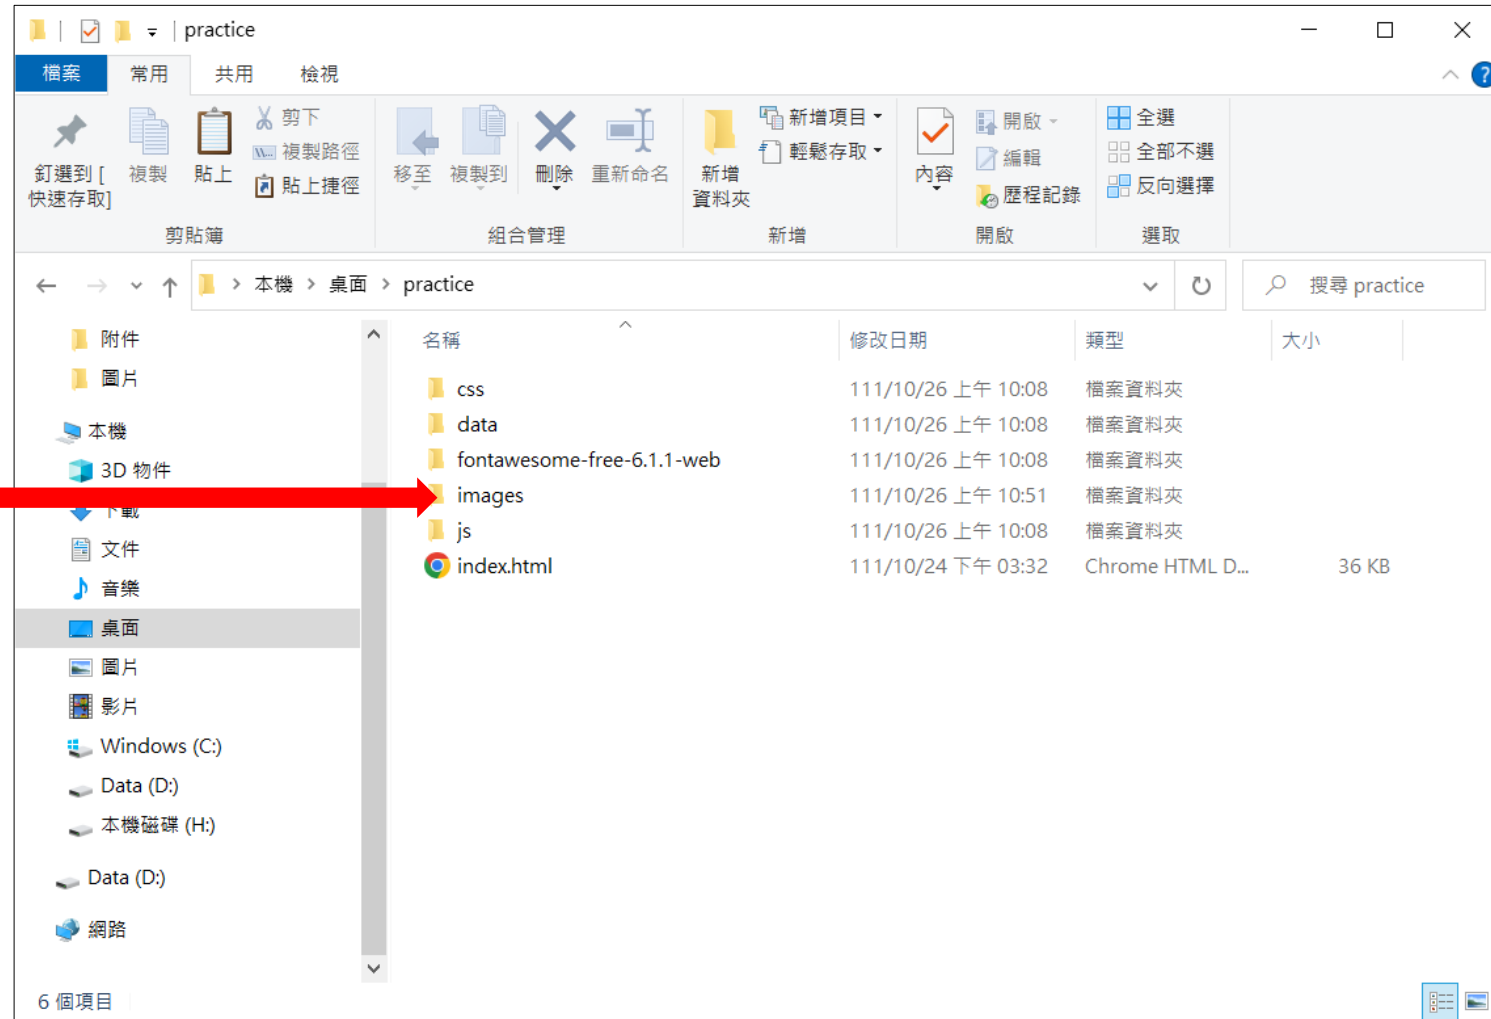 practice
檔案 常用 共用 檢視
釘選到 [
快速存取]
複製
貼上
剪下
複製路徑
貼上捷徑
剪貼簿
移至
複製到
刪除
重新命名
組合管理
新增
資料夾
新增項目
輕鬆存取
新增
內容
開啟
編輯
歷程記錄
開啟
全選
全部不選
反向選擇
選取
本機 > 桌面 > practice
搜尋 practice
附件
圖片
本機
3D 物件
下載
文件
音樂
桌面
圖片
影片
Windows (C:)
Data (D:)
本機磁碟 (H:)
Data (D:)
網路
名稱 修改日期 類型 大小
css 111/10/26 上午 10:08 檔案資料夾
data 111/10/26 上午 10:08 檔案資料夾
fontawesome-free-6.1.1-web 111/10/26 上午 10:08 檔案資料夾
images 111/10/26 上午 10:51 檔案資料夾
js 111/10/26 上午 10:08 檔案資料夾
index.html 111/10/24 下午 03:32 Chrome HTML D... 36 KB
6 個項目